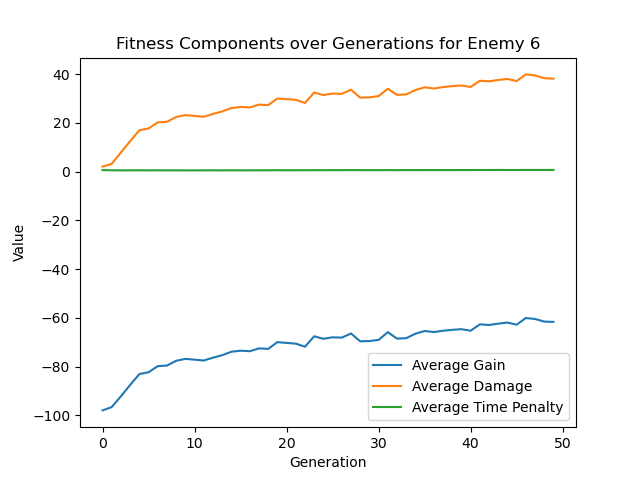 Fitness Components over Generations for Enemy 6
Value
40
20
0
−20
−40
−60
−80
−100
Average Gain
Average Damage
Average Time Penalty
0 10 20 30 40 50
Generation